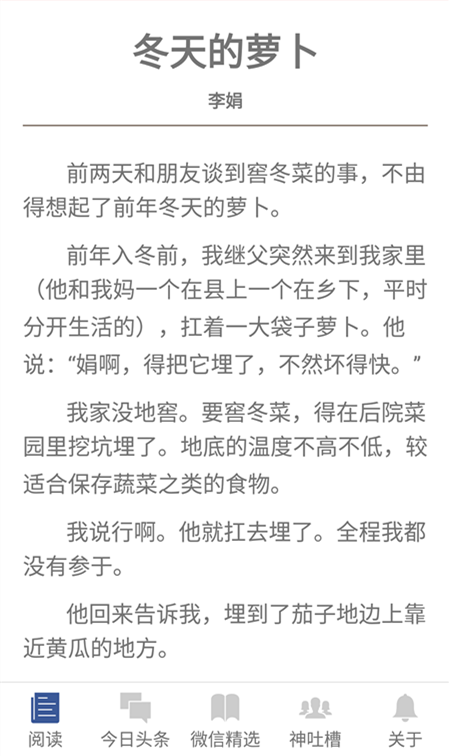 冬天的萝卜
李娟
前两天和朋友谈到窖冬菜的事，不由
得想起了前年冬天的萝卜。
前年入冬前，我继父突然来到我家里
（他和我妈一个在县上一个在乡下，平时
分开生活的），扛着一大袋子萝卜。他
说：“娟啊，得把它埋了，不然坏得快。”
我家没地窖。要窖冬菜，得在后院菜
园里挖坑埋了。地底的温度不高不低，较
适合保存蔬菜之类的食物。
我说行啊。他就扛去埋了。全程我都
没有参于。
他回来告诉我，埋到了茄子地边上靠
近黄瓜的地方。
阅读
今日头条
微信精选
神吐槽
关于